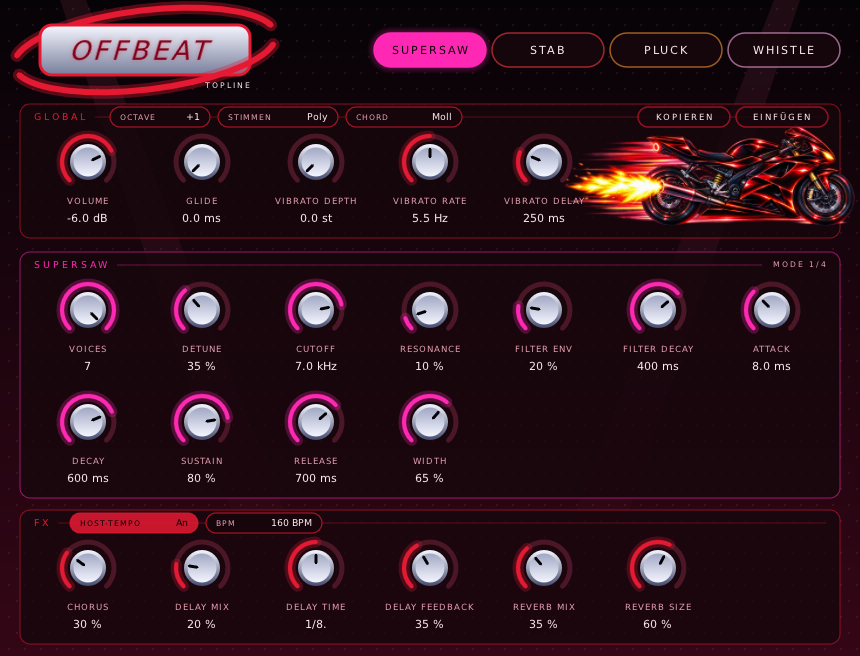 OFFBEAT
TOPLINE
SUPERSAW STAB PLUCK WHISTLE
GLOBAL OCTAVE +1 STIMMEN Poly CHORD Moll KOPIEREN EINFÜGEN
VOLUME GLIDE VIBRATO DEPTH VIBRATO RATE VIBRATO DELAY
-6.0 dB 0.0 ms 0.0 st 5.5 Hz 250 ms
SUPERSAW MODE 1/4
VOICES DETUNE CUTOFF RESONANCE FILTER ENV FILTER DECAY ATTACK
7 35 % 7.0 kHz 10 % 20 % 400 ms 8.0 ms
DECAY SUSTAIN RELEASE WIDTH
600 ms 80 % 700 ms 65 %
FX HOST-TEMPO An BPM 160 BPM
CHORUS DELAY MIX DELAY TIME DELAY FEEDBACK REVERB MIX REVERB SIZE
30 % 20 % 1/8. 35 % 35 % 60 %